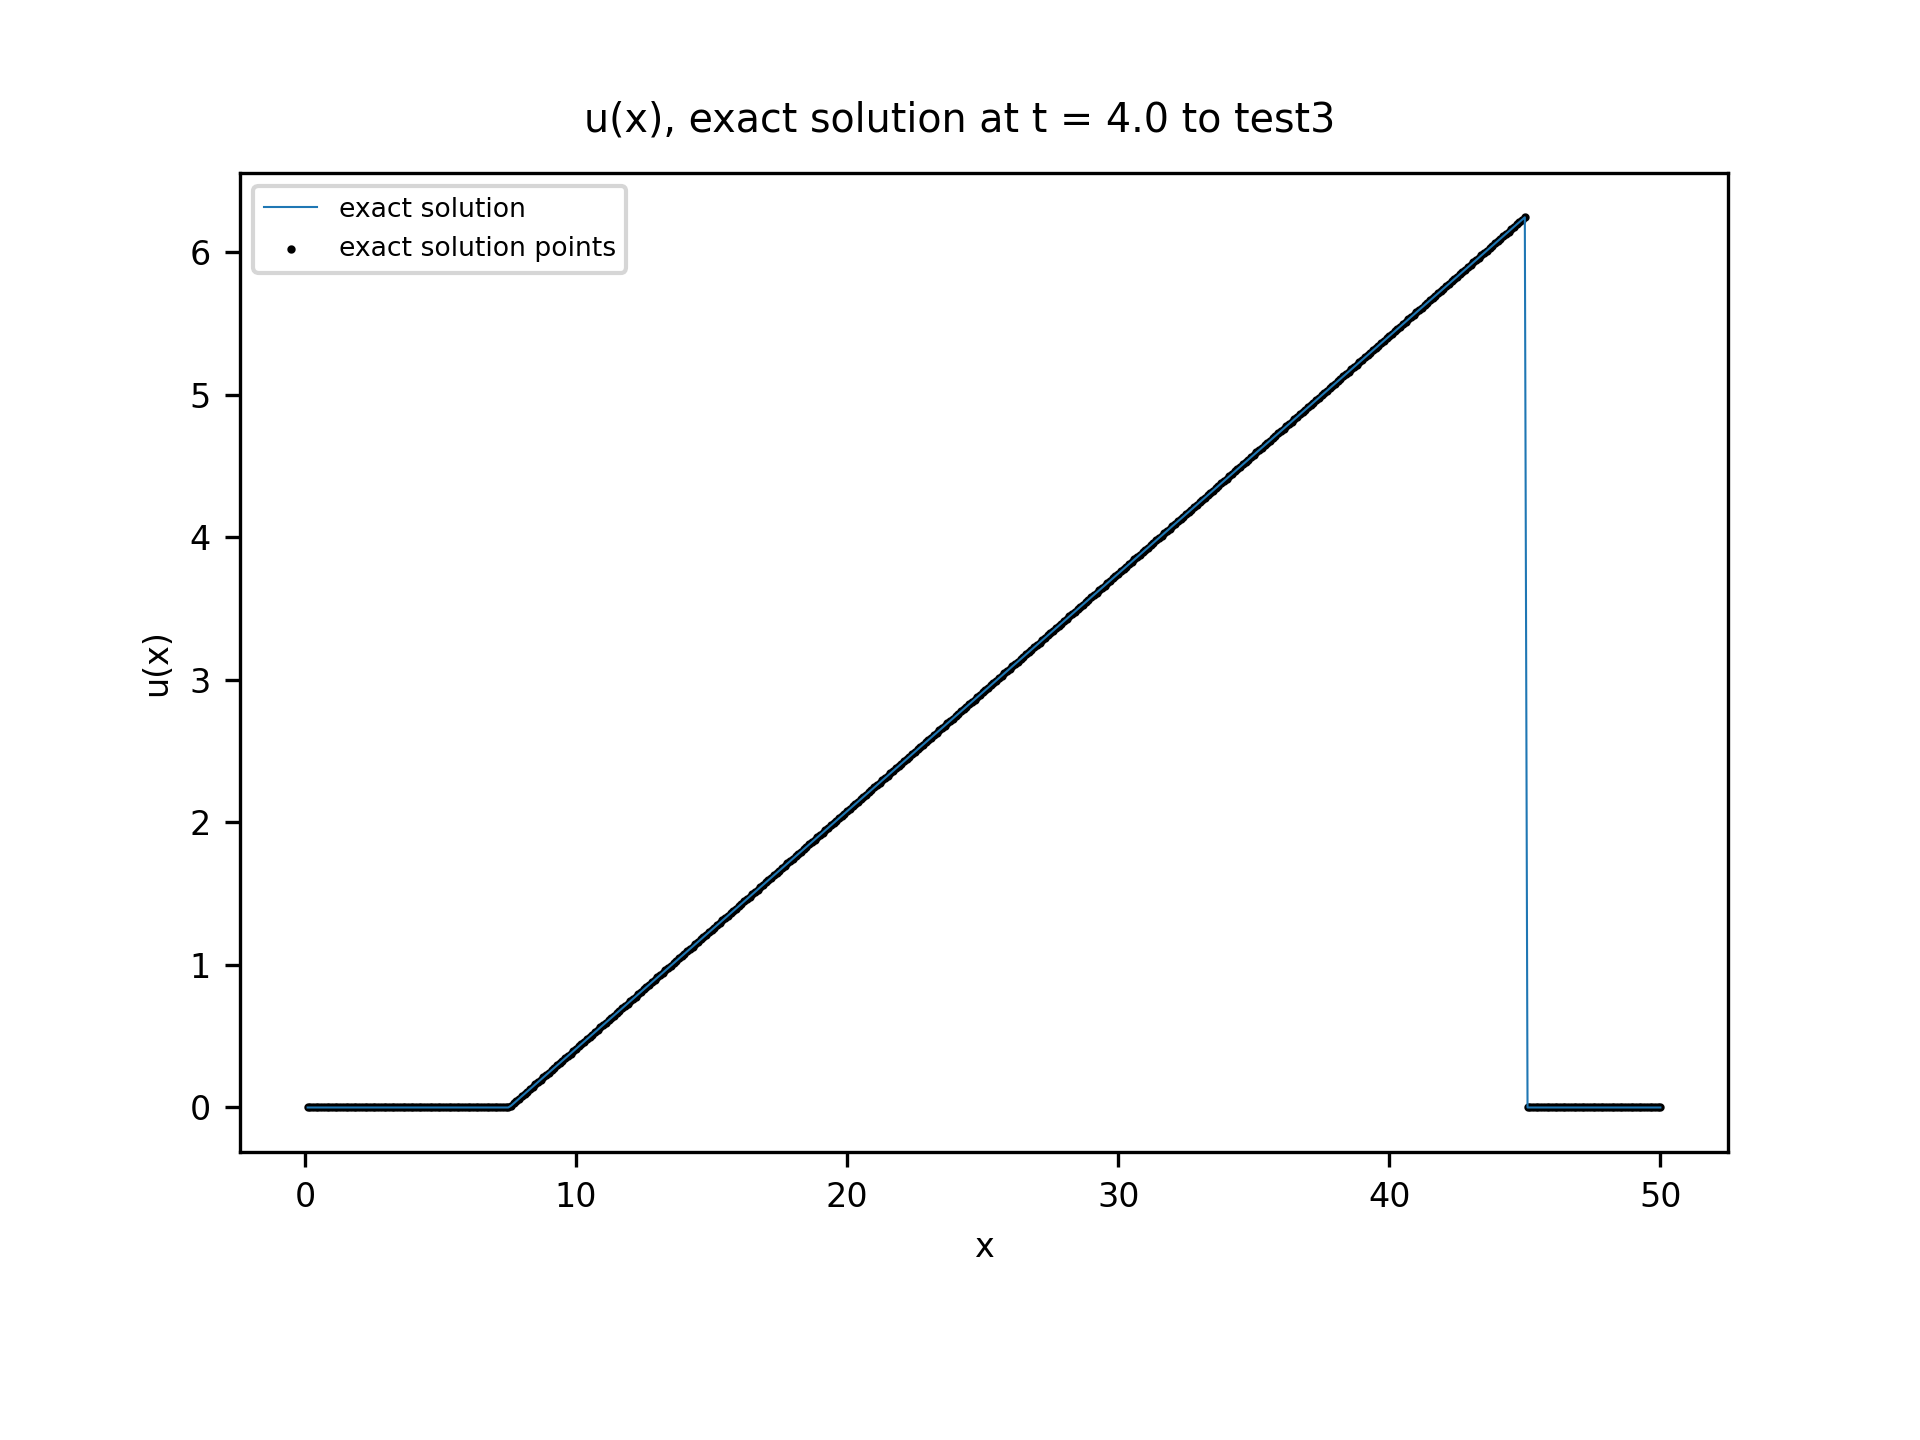 u(x), exact solution at t = 4.0 to test3
exact solution
exact solution points
6
5
4
3
2
1
0
u(x)
0 10 20 30 40 50
x